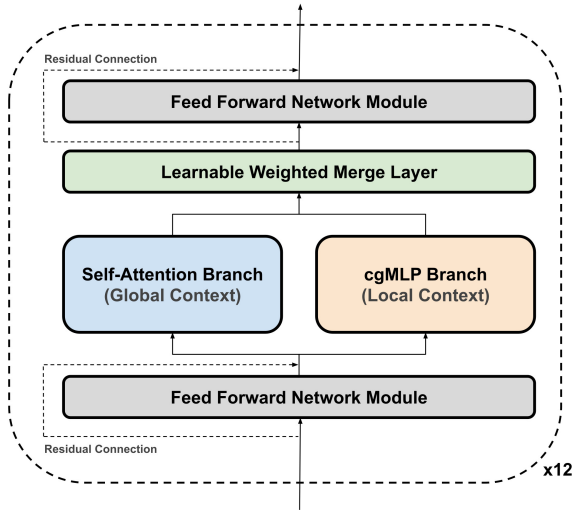 Residual Connection
Feed Forward Network Module
Learnable Weighted Merge Layer
Self-Attention Branch
(Global Context)
cgMLP Branch
(Local Context)
Feed Forward Network Module
Residual Connection
x12